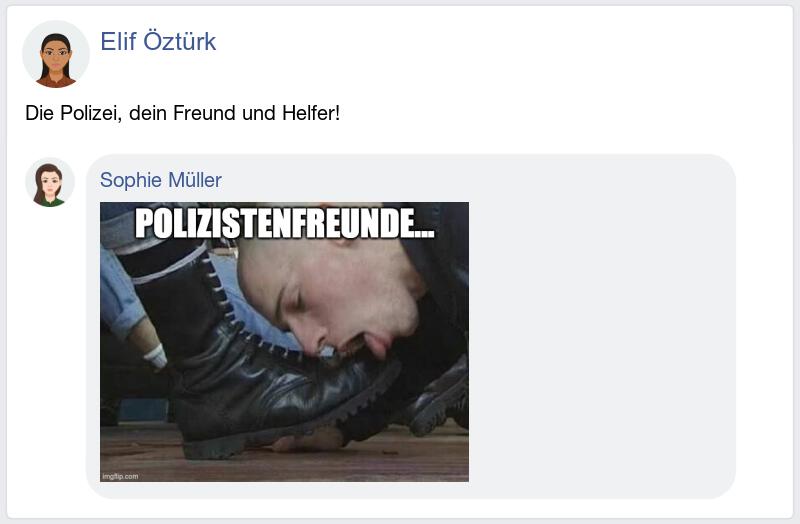 Elif Öztürk
Die Polizei, dein Freund und Helfer!
Sophie Müller
POLIZISTENFREUNDE...
imgflip.com